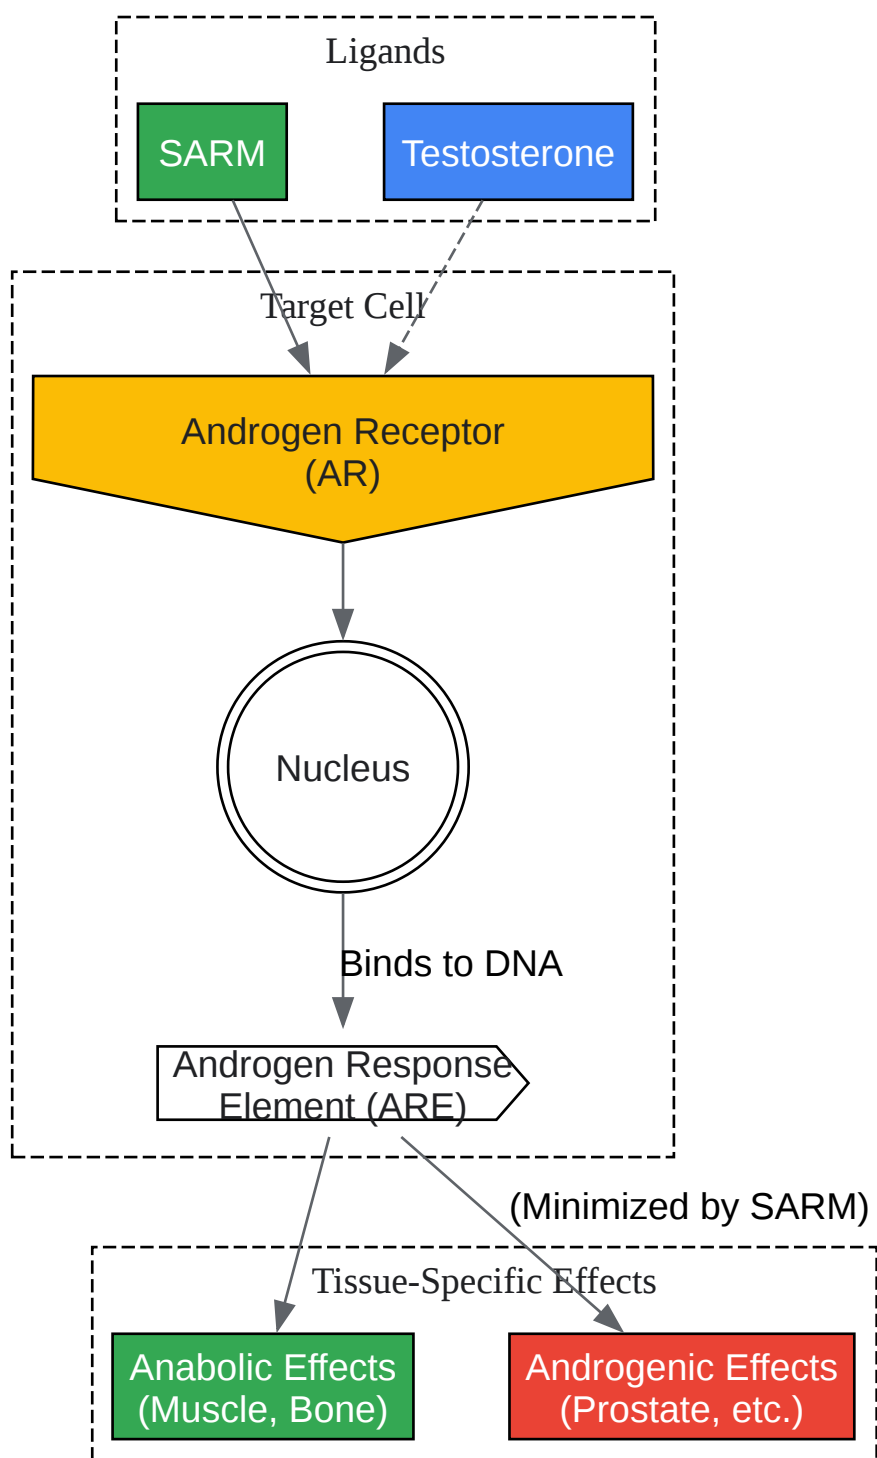 Ligands
SARM
Testosterone
Target Cell
Androgen Receptor
(AR)
Nucleus
Binds to DNA
Androgen Response
Element (ARE)
(Minimized by SARM)
Tissue-Specific Effects
Anabolic Effects
(Muscle, Bone)
Androgenic Effects
(Prostate, etc.)